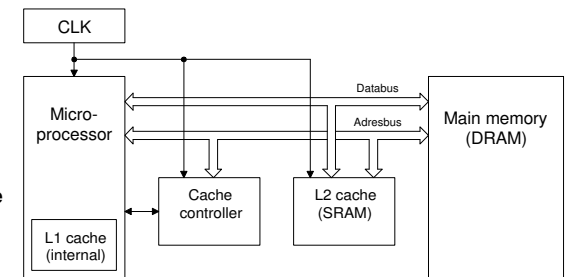 CLK
Databus
Adresbus
Micro-
processor
Main memory
(DRAM)
Cache
controller
L2 cache
(SRAM)
L1 cache
(internal)
e